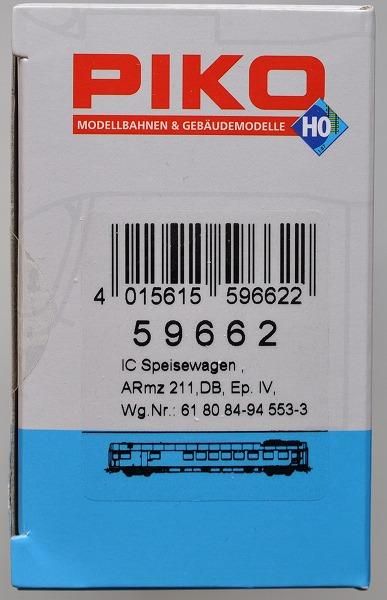 PIKO
MODELLBAHNEN & GEBÄUDEMODELLE
H0
4 015615 596622
59662
IC Speisewagen ,
ARmz 211,DB, Ep. IV,
Wg.Nr.: 61 80 84-94 553-3